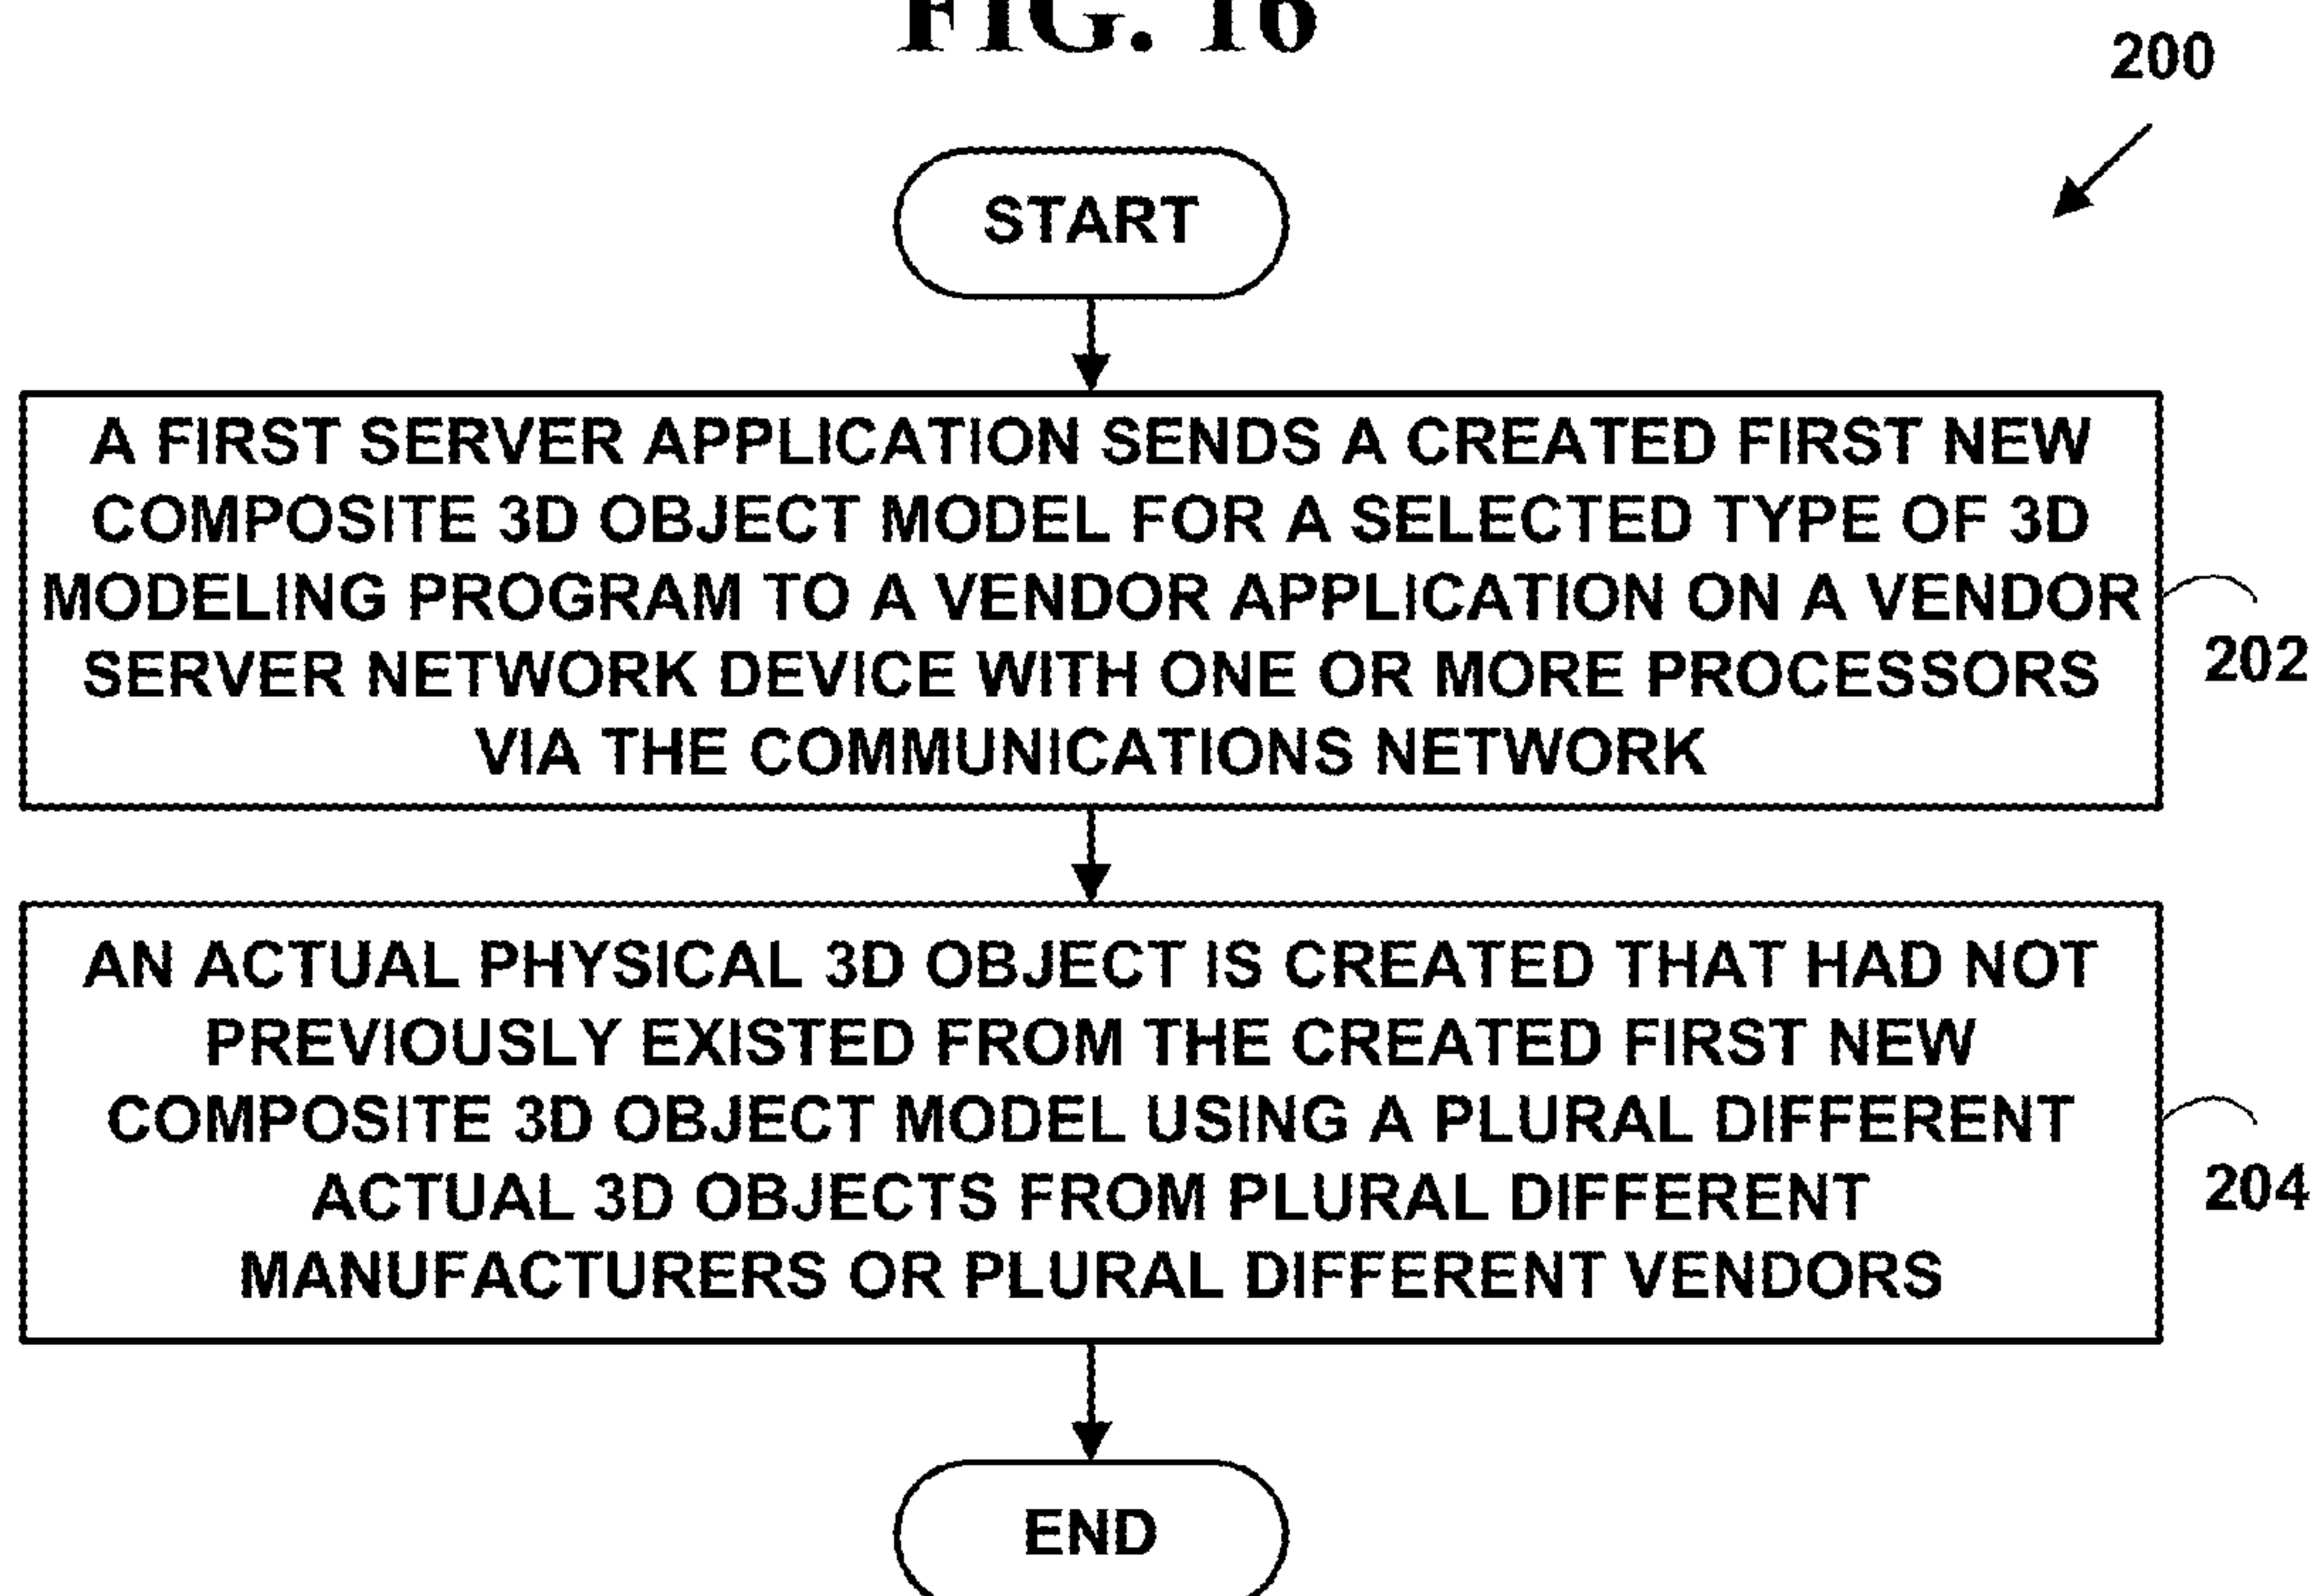 FIG. 16
200
START
A FIRST SERVER APPLICATION SENDS A CREATED FIRST NEW
COMPOSITE 3D OBJECT MODEL FOR A SELECTED TYPE OF 3D
MODELING PROGRAM TO A VENDOR APPLICATION ON A VENDOR
SERVER NETWORK DEVICE WITH ONE OR MORE PROCESSORS
VIA THE COMMUNICATIONS NETWORK
202
AN ACTUAL PHYSICAL 3D OBJECT IS CREATED THAT HAD NOT
PREVIOUSLY EXISTED FROM THE CREATED FIRST NEW
COMPOSITE 3D OBJECT MODEL USING A PLURAL DIFFERENT
ACTUAL 3D OBJECTS FROM PLURAL DIFFERENT
MANUFACTURERS OR PLURAL DIFFERENT VENDORS
204
END